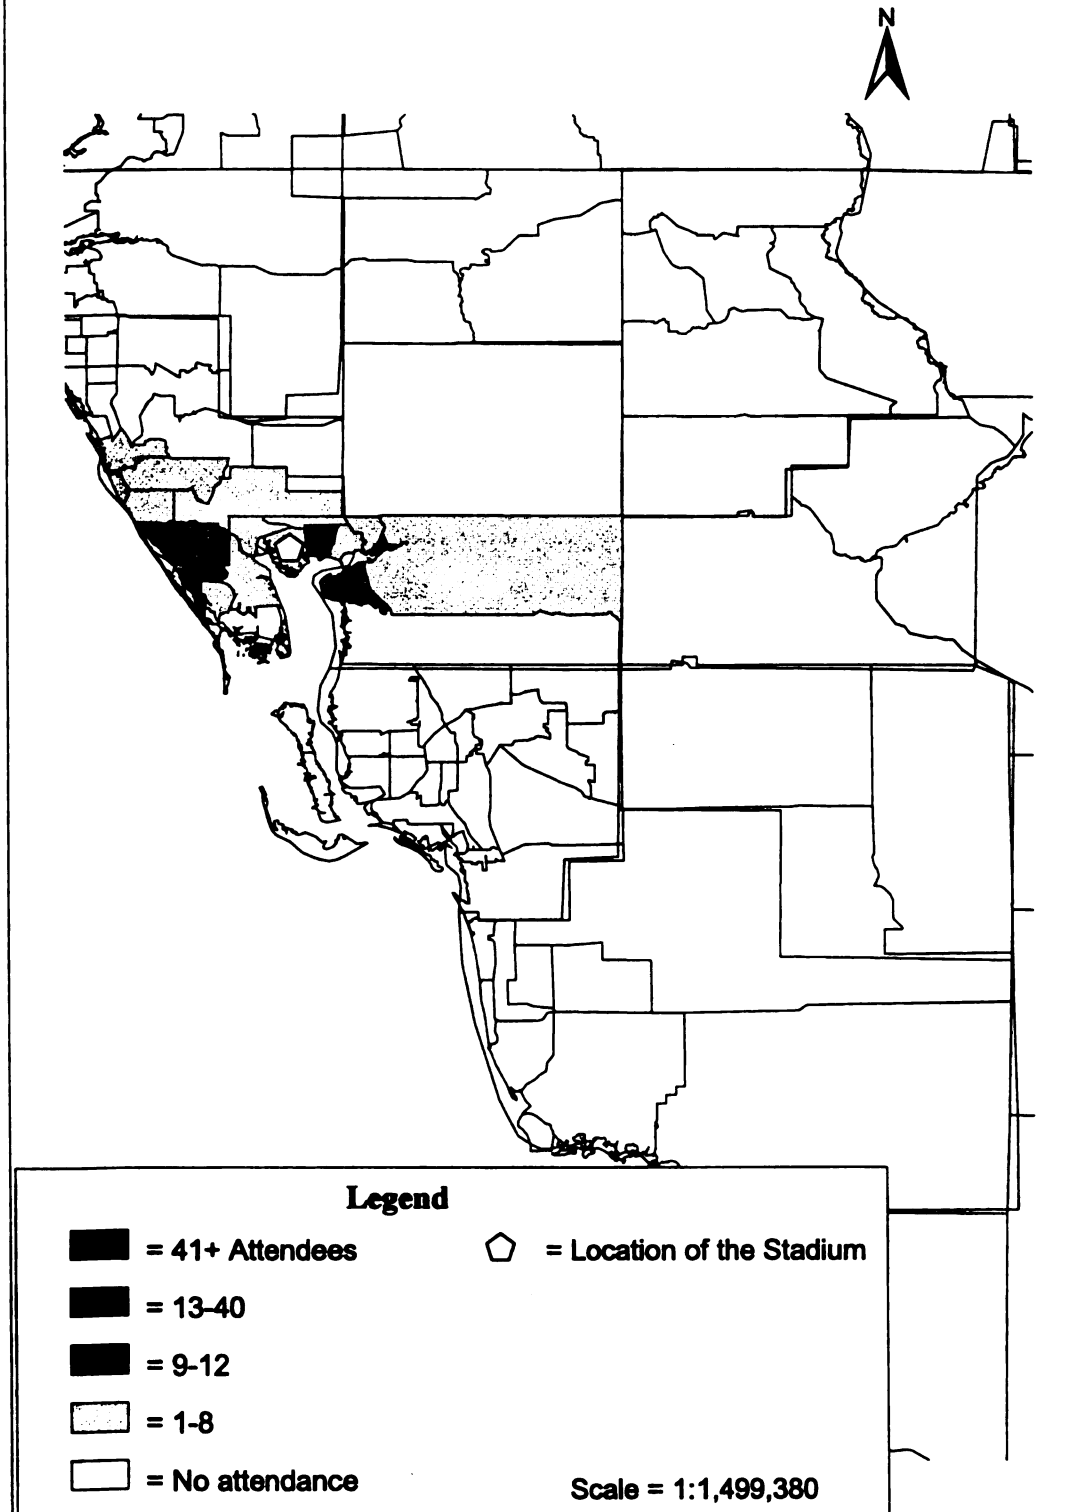 N
Legend
= 41+ Attendees
= Location of the Stadium
= 13-40
= 9-12
= 1-8
= No attendance
Scale = 1:1,499,380